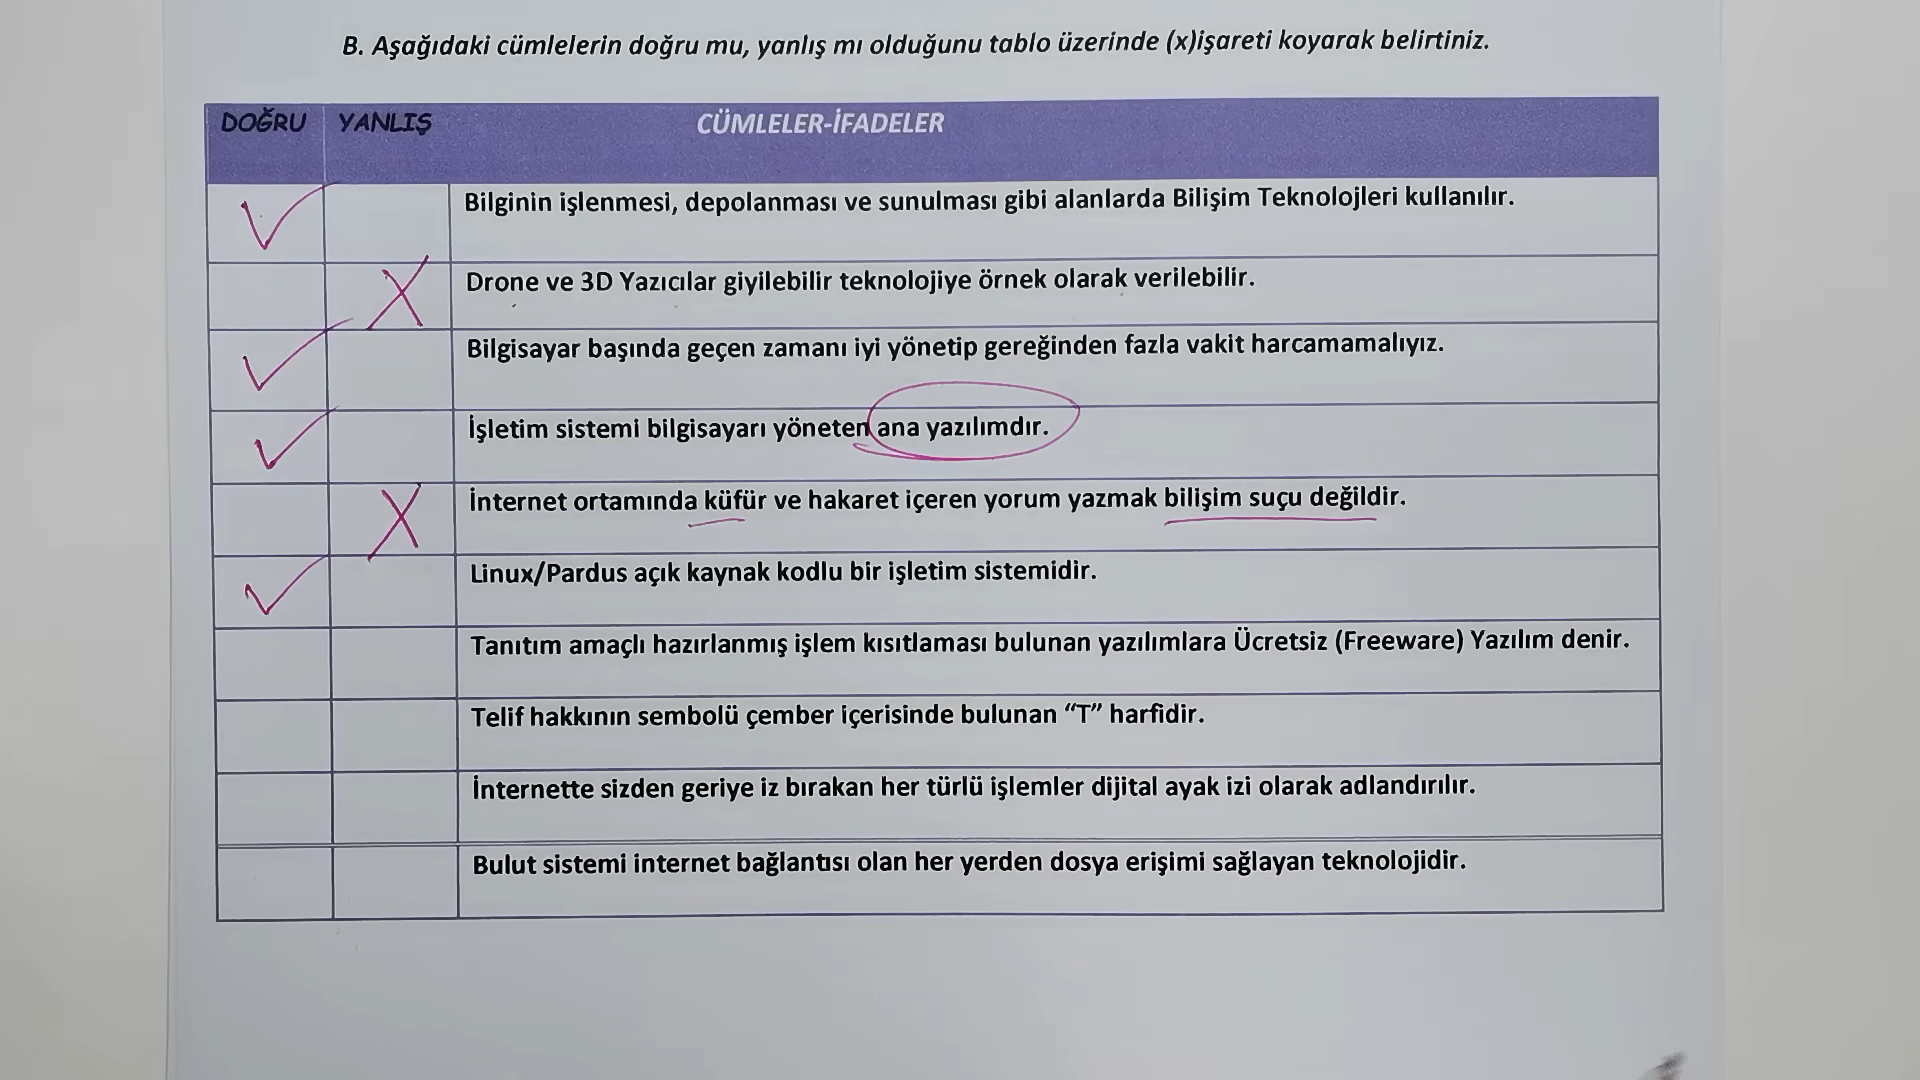 B. Aşağıdaki cümlelerin doğru mu, yanlış mı olduğunu tablo üzerinde (x)işareti koyarak belirtiniz.
DOĞRU YANLIŞ CÜMLELER-İFADELER
Bilginin işlenmesi, depolanması ve sunulması gibi alanlarda Bilişim Teknolojleri kullanılır.
Drone ve 3D Yazıcılar giyilebilir teknolojiye örnek olarak verilebilir.
Bilgisayar başında geçen zamanı iyi yönetip gereğinden fazla vakit harcamamalıyız.
İşletim sistemi bilgisayarı yöneten ana yazılımdır.
İnternet ortamında küfür ve hakaret içeren yorum yazmak bilişim suçu değildir.
Linux/Pardus açık kaynak kodlu bir işletim sistemidir.
Tanıtım amaçlı hazırlanmış işlem kısıtlaması bulunan yazılımlara Ücretsiz (Freeware) Yazılım denir.
Telif hakkının sembolü çember içerisinde bulunan “T” harfidir.
İnternette sizden geriye iz bırakan her türlü işlemler dijital ayak izi olarak adlandırılır.
Bulut sistemi internet bağlantısı olan her yerden dosya erişimi sağlayan teknolojidir.